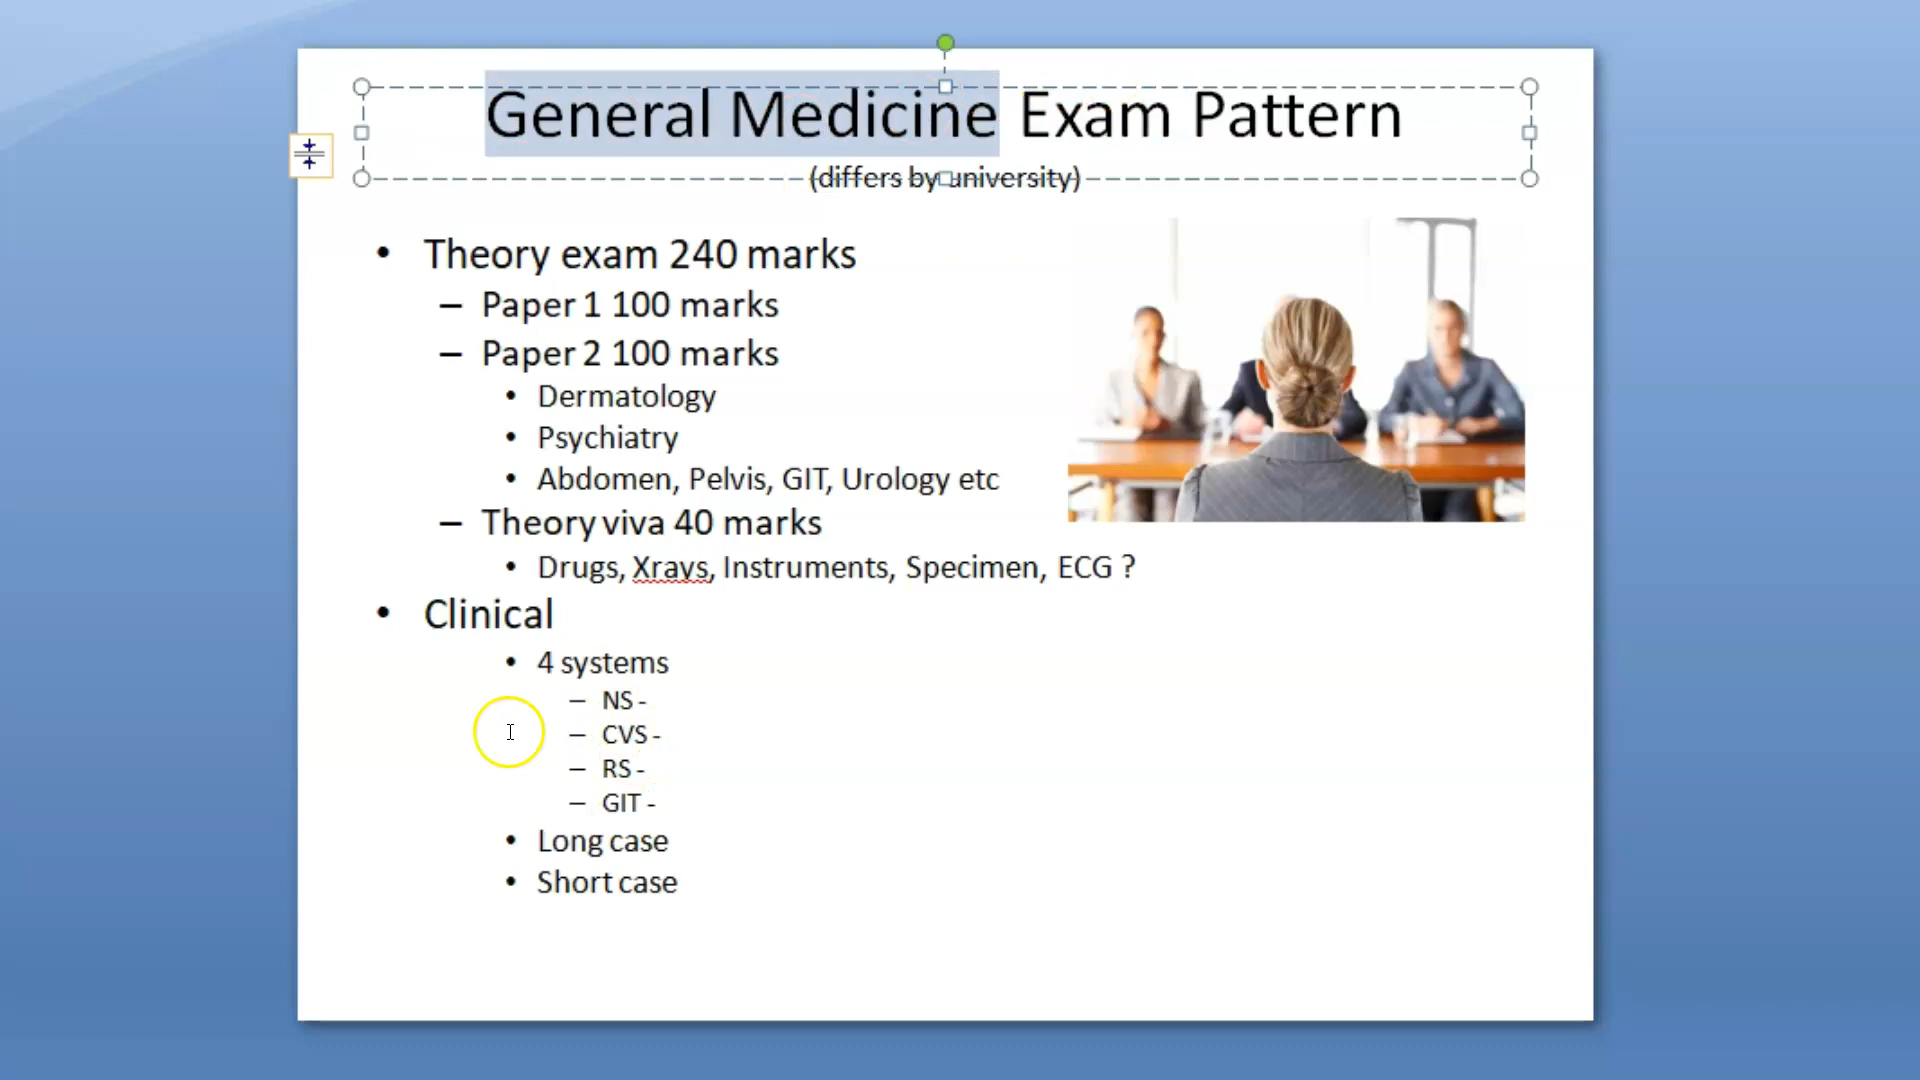 General Medicine Exam Pattern
(differs by university)
• Theory exam 240 marks
– Paper 1 100 marks
– Paper 2 100 marks
• Dermatology
• Psychiatry
• Abdomen, Pelvis, GIT, Urology etc
– Theory viva 40 marks
• Drugs, Xrays, Instruments, Specimen, ECG ?
• Clinical
• 4 systems
– NS -
– CVS -
– RS -
– GIT -
• Long case
• Short case